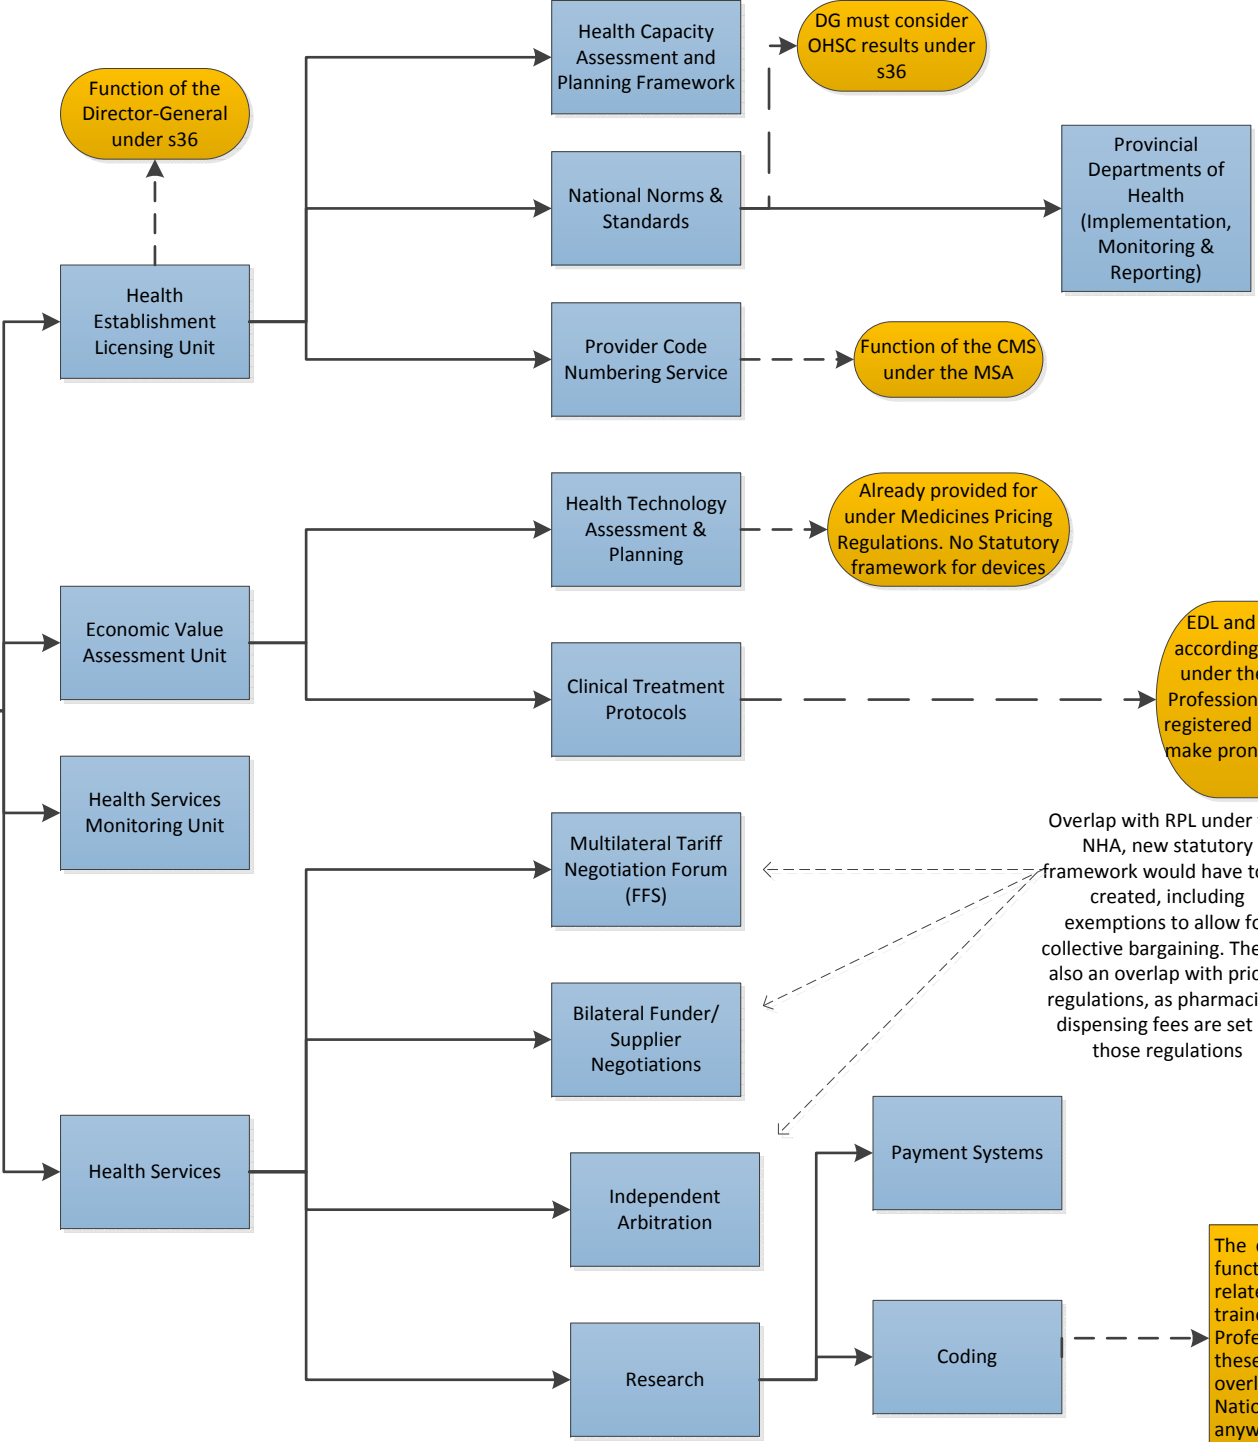 Health Capacity
Assessment and
Planning Framework
DG must consider
OHSC results under
s36
Function of the
Director-General
under s36
Provincial
Departments of
Health
(Implementation,
Monitoring &
Reporting)
National Norms &
Standards
Health
Establishment
Licensing Unit
Provider Code
Numbering Service
Function of the CMS
under the MSA
Health Technology
Assessment &
Planning
Already provided for
under Medicines Pricing
Regulations. No Statutory
framework for devices
Economic Value
Assessment Unit
Clinical Treatment
Protocols
EDL and
according
under the
Profession
registered
make pron
Health Services
Monitoring Unit
Multilateral Tariff
Negotiation Forum
(FFS)
Overlap with RPL under
NHA, new statutory
framework would have to
created, including
exemptions to allow fo
collective bargaining. The
also an overlap with pric
regulations, as pharmaci
dispensing fees are set
those regulations
Bilateral Funder/
Supplier
Negotiations
Health Services
Independent
Arbitration
Payment Systems
Research
Coding
The
funct
relate
traine
Profe
these
overl
Natio
anyw